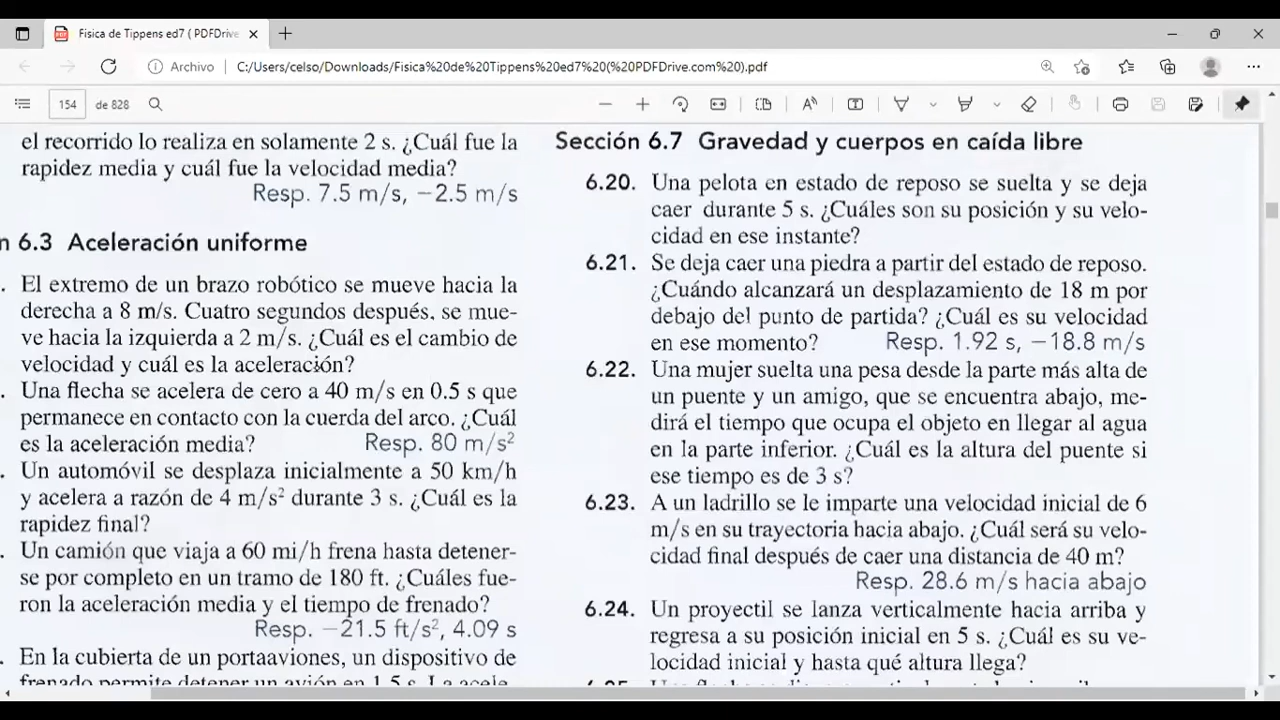 Fisica de Tippens ed7 ( PDFDrive
Archivo
C:/Users/celso/Downloads/Fisica%20de%20Tippens%20ed7%20(%20PDFDrive.com%20).pdf
154
de 828
el recorrido lo realiza en solamente 2 s. ¿Cuál fue la
rapidez media y cuál fue la velocidad media?
Resp. 7.5 m/s, −2.5 m/s
n 6.3 Aceleración uniforme
. El extremo de un brazo robótico se mueve hacia la
derecha a 8 m/s. Cuatro segundos después, se mue-
ve hacia la izquierda a 2 m/s. ¿Cuál es el cambio de
velocidad y cuál es la aceleración?
. Una flecha se acelera de cero a 40 m/s en 0.5 s que
permanece en contacto con la cuerda del arco. ¿Cuál
es la aceleración media? Resp. 80 m/s²
. Un automóvil se desplaza inicialmente a 50 km/h
y acelera a razón de 4 m/s² durante 3 s. ¿Cuál es la
rapidez final?
. Un camión que viaja a 60 mi/h frena hasta detener-
se por completo en un tramo de 180 ft. ¿Cuáles fue-
ron la aceleración media y el tiempo de frenado?
Resp. −21.5 ft/s², 4.09 s
. En la cubierta de un portaaviones, un dispositivo de
frenado permite detener un avión en 1.5 s. La acele
Sección 6.7 Gravedad y cuerpos en caída libre
6.20. Una pelota en estado de reposo se suelta y se deja
caer durante 5 s. ¿Cuáles son su posición y su velo-
cidad en ese instante?
6.21. Se deja caer una piedra a partir del estado de reposo.
¿Cuándo alcanzará un desplazamiento de 18 m por
debajo del punto de partida? ¿Cuál es su velocidad
en ese momento? Resp. 1.92 s, −18.8 m/s
6.22. Una mujer suelta una pesa desde la parte más alta de
un puente y un amigo, que se encuentra abajo, me-
dirá el tiempo que ocupa el objeto en llegar al agua
en la parte inferior. ¿Cuál es la altura del puente si
ese tiempo es de 3 s?
6.23. A un ladrillo se le imparte una velocidad inicial de 6
m/s en su trayectoria hacia abajo. ¿Cuál será su velo-
cidad final después de caer una distancia de 40 m?
Resp. 28.6 m/s hacia abajo
6.24. Un proyectil se lanza verticalmente hacia arriba y
regresa a su posición inicial en 5 s. ¿Cuál es su ve-
locidad inicial y hasta qué altura llega?